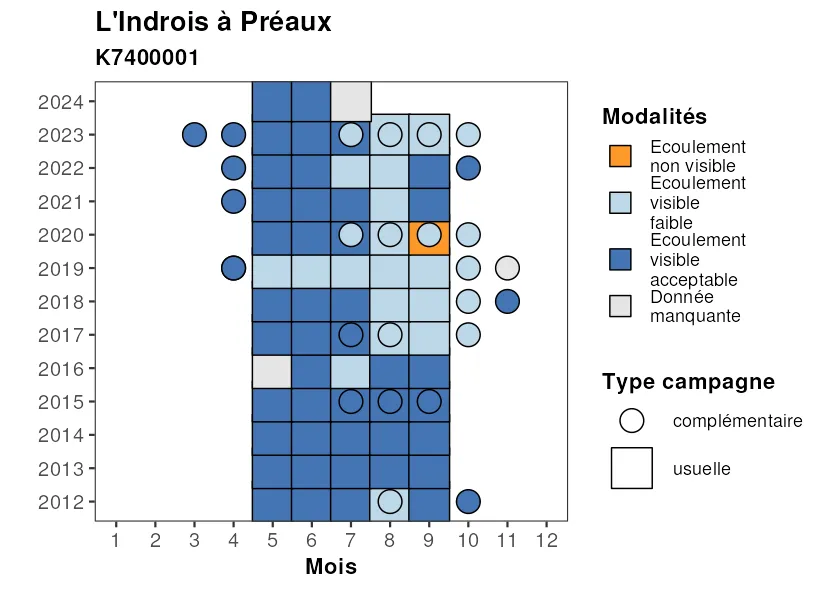 L'Indrois à Préaux
K7400001
2024
2023
2022
2021
2020
2019
2018
2017
2016
2015
2014
2013
2012
1 2 3 4 5 6 7 8 9 10 11 12
Mois
Modalités
Ecoulement
non visible
Ecoulement
visible
faible
Ecoulement
visible
acceptable
Donnée
manquante
Type campagne
complémentaire
usuelle